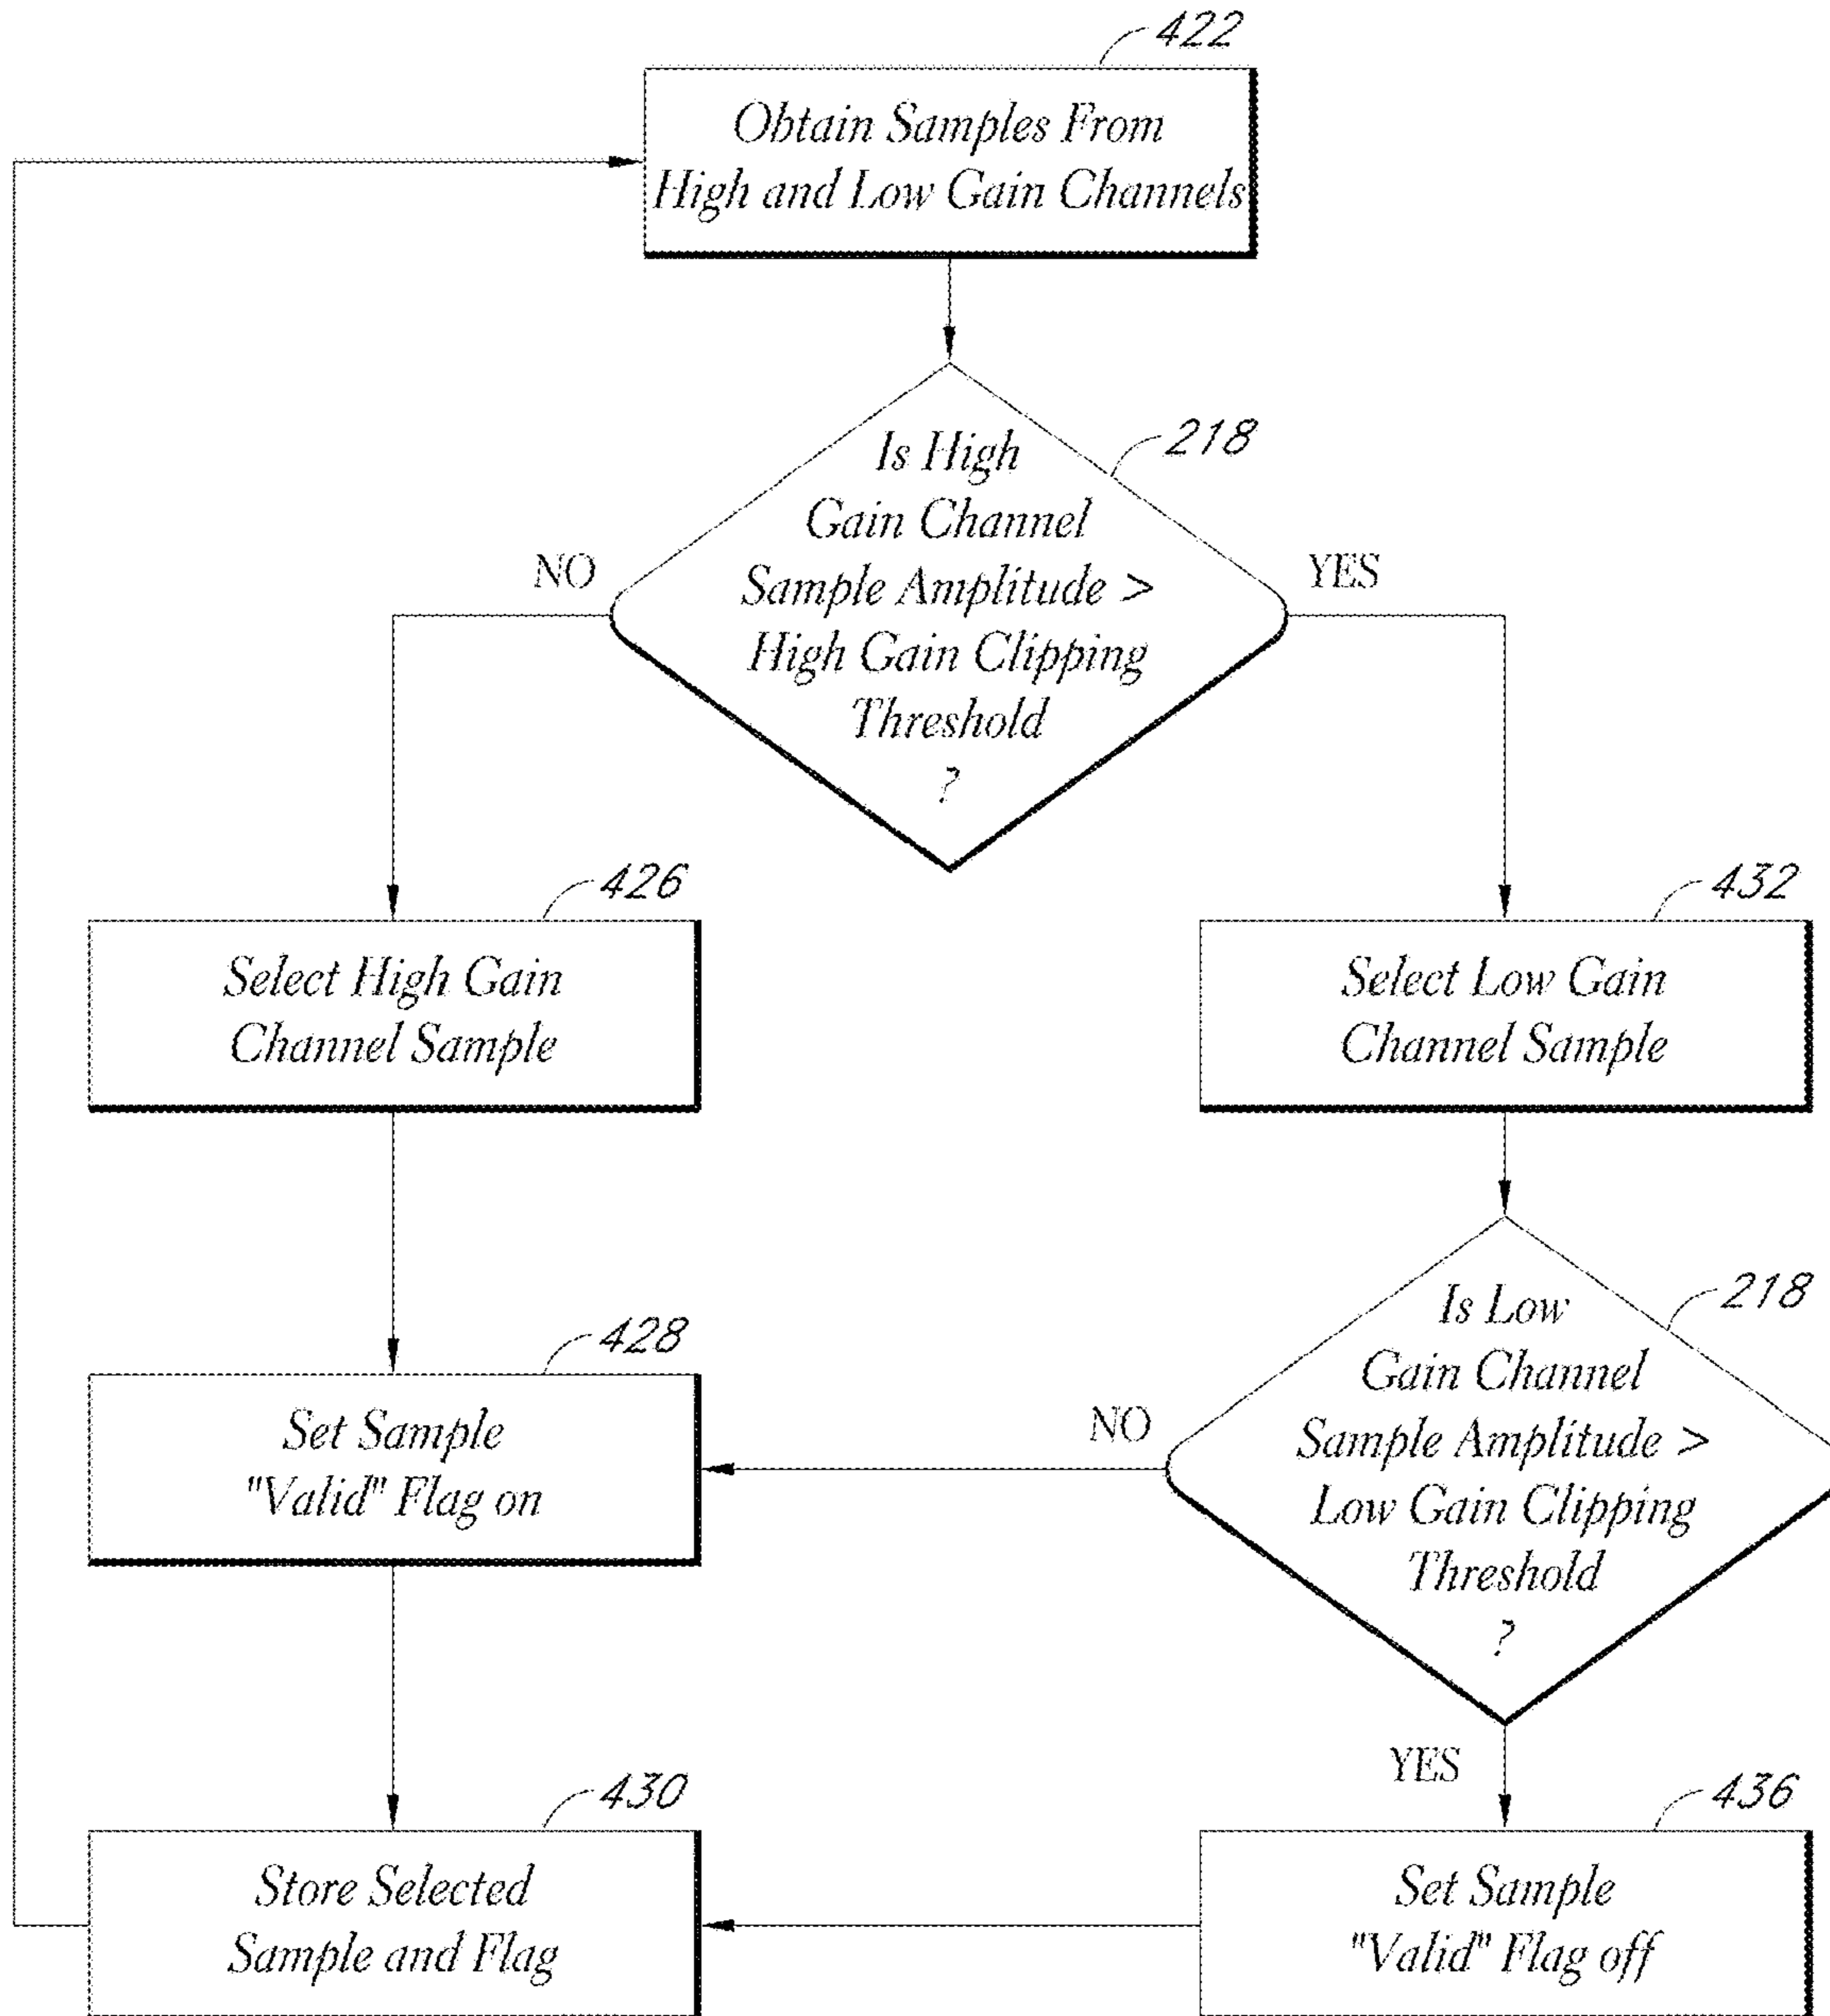 422
Obtain Samples From
High and Low Gain Channels
218
Is High
Gain Channel
Sample Amplitude >
High Gain Clipping
Threshold
?
NO
YES
426
Select High Gain
Channel Sample
432
Select Low Gain
Channel Sample
428
Set Sample
"Valid" Flag on
218
Is Low
Gain Channel
Sample Amplitude >
Low Gain Clipping
Threshold
?
NO
YES
430
Store Selected
Sample and Flag
436
Set Sample
"Valid" Flag off